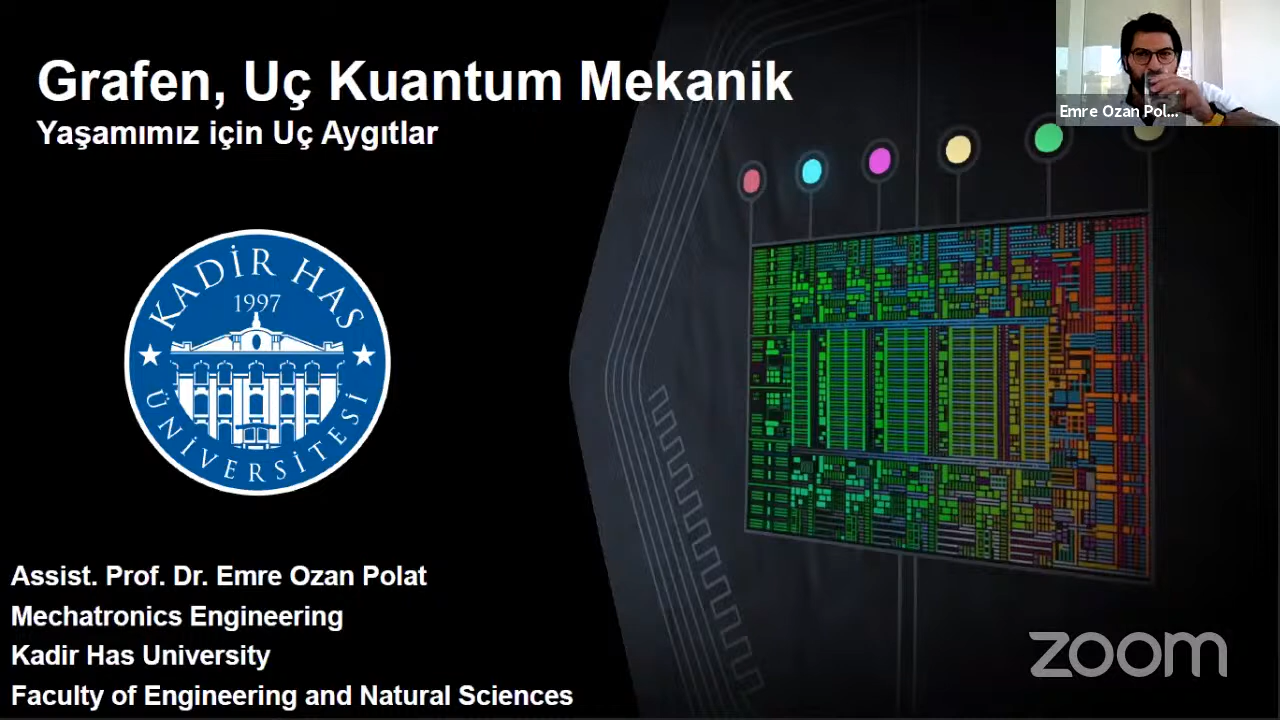 Grafen, Uç Kuantum Mekanik
Yaşamımız için Uç Aygıtlar
Emre Ozan Pol...
KADİR HAS
1997
ÜNİVERSİTESİ
Assist. Prof. Dr. Emre Ozan Polat
Mechatronics Engineering
Kadir Has University
Faculty of Engineering and Natural Sciences
zoom